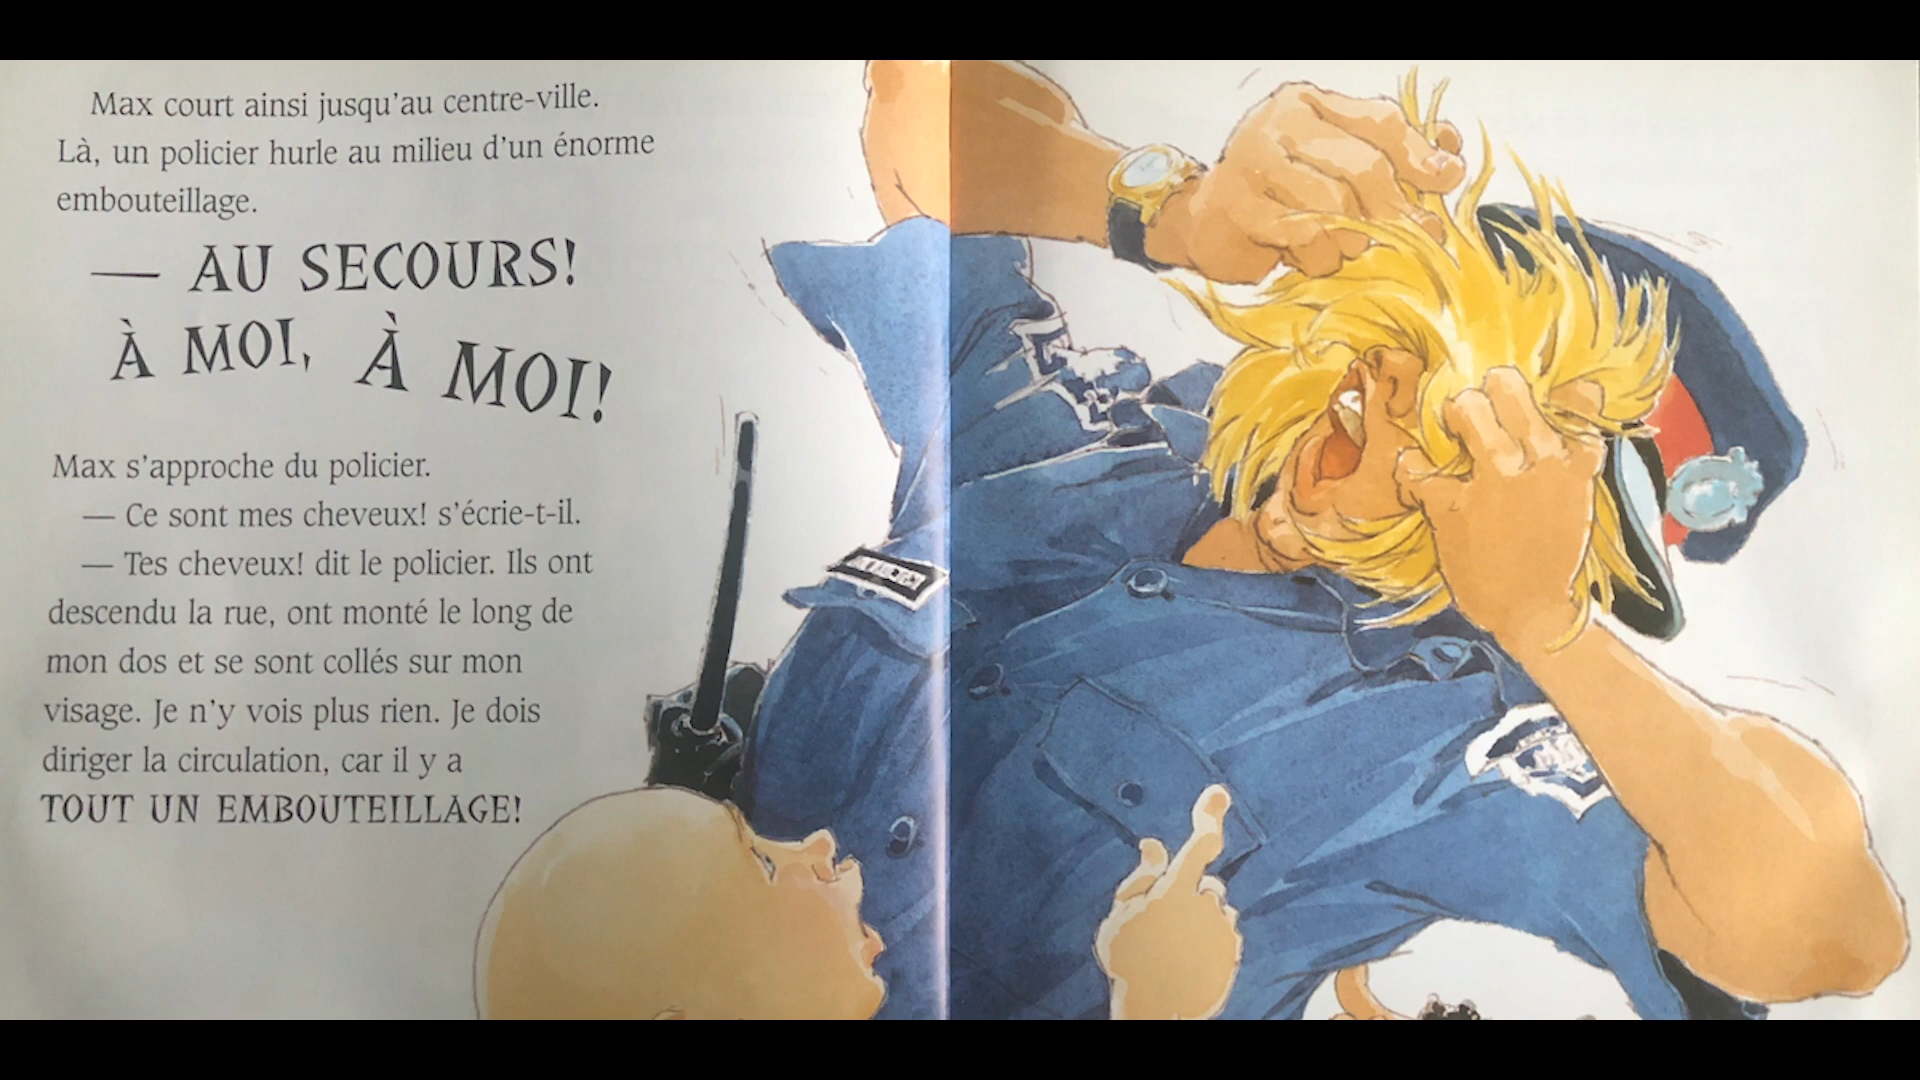 Max court ainsi jusqu'au centre-ville.
Là, un policier hurle au milieu d'un énorme
embouteillage.
— AU SECOURS!
À MOI, À MOI!
Max s'approche du policier.
— Ce sont mes cheveux! s'écrie-t-il.
— Tes cheveux! dit le policier. Ils ont
descendu la rue, ont monté le long de
mon dos et se sont collés sur mon
visage. Je n'y vois plus rien. Je dois
diriger la circulation, car il y a
TOUT UN EMBOUTEILLAGE!